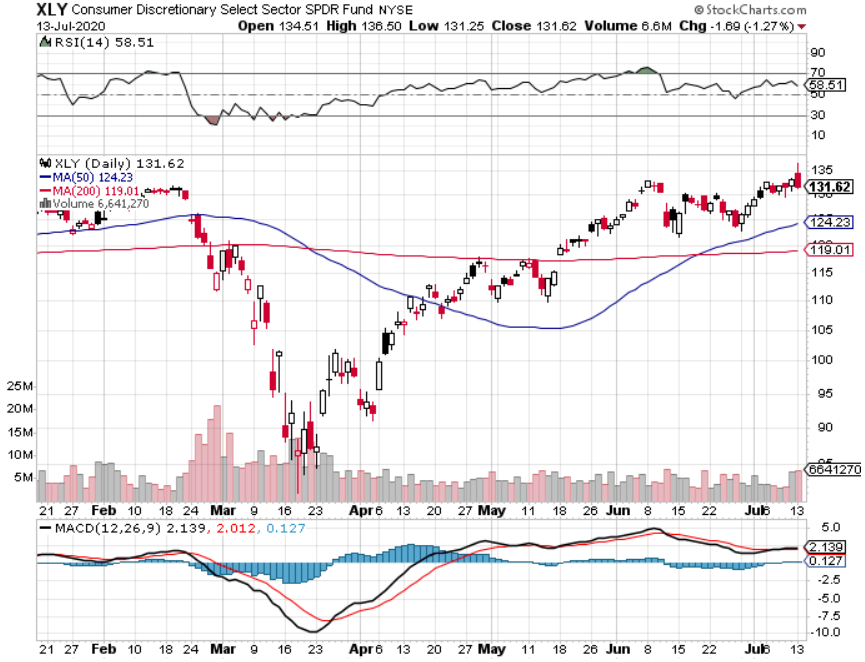 XLY Consumer Discretionary Select Sector SPDR Fund NYSE © StockCharts.com
13-Jul-2020 Open 134.51 High 136.50 Low 131.25 Close 131.62 Volume 6.6M Chg -1.69 (-1.27%)
RSI(14) 58.51
90
70
58.51
50
30
10
XLY (Daily) 131.62
MA(50) 124.23
MA(200) 119.01
Volume 6,641,270
135
131.62
130
125
124.23
120
119.01
115
110
105
100
25M 95
20M
15M 90
10M
85
5M 6641270
21 27 Feb 10 18 24 Mar 9 16 23 Apr 6 13 20 27 May 11 18 26 Jun 8 15 22 Jul 6 13
MACD(12,26,9) 2.139, 2.012, 0.127
5.0
2.139
0.127
-2.5
-5.0
-7.5
-10.0
21 27 Feb 10 18 24 Mar 9 16 23 Apr 6 13 20 27 May 11 18 26 Jun 8 15 22 Jul 6 13